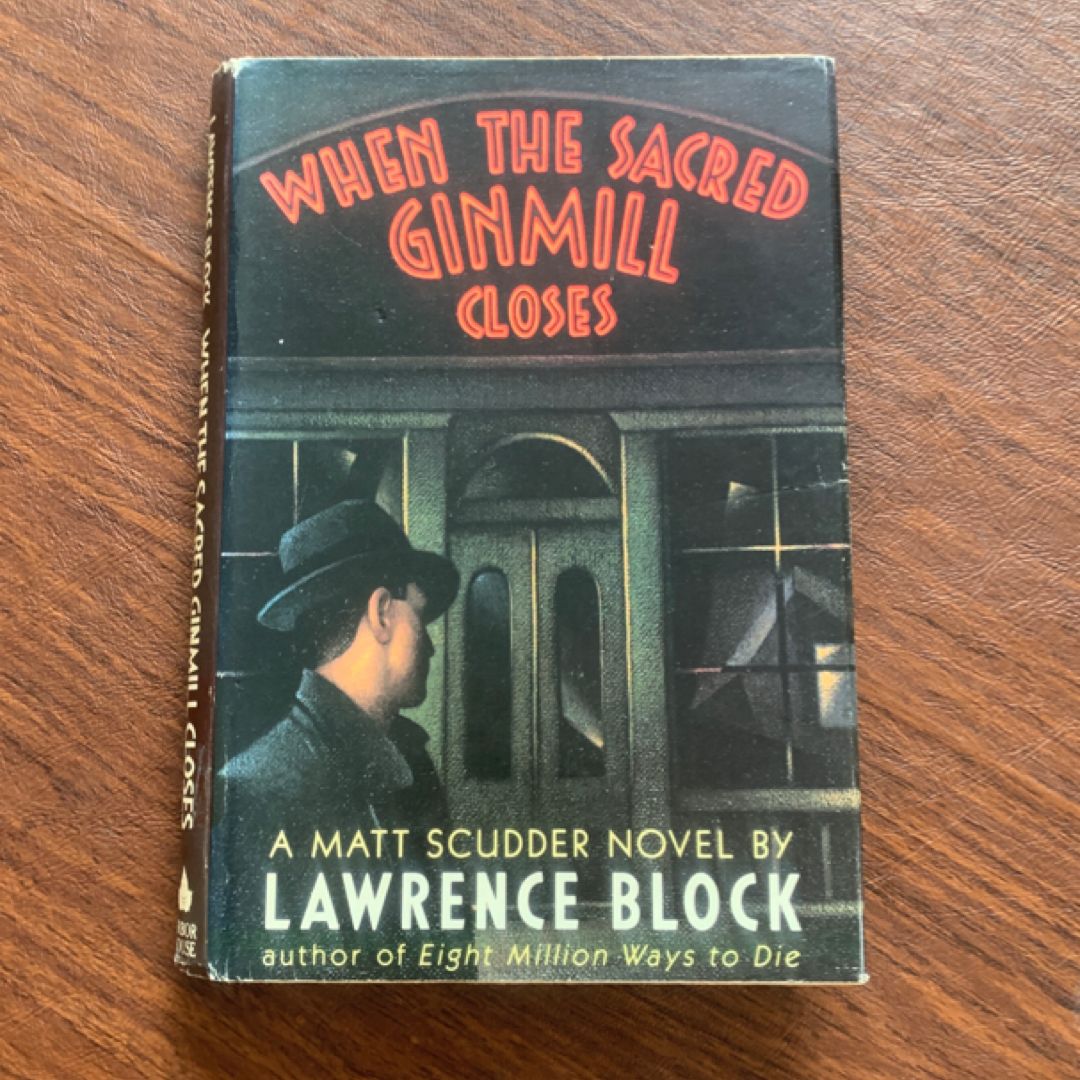 WHEN THE SACRED
GINMILL
CLOSES
A MATT SCUDDER NOVEL BY
LAWRENCE BLOCK
author of Eight Million Ways to Die
LAWRENCE BLOCK WHEN THE SACRED GINMILL CLOSES